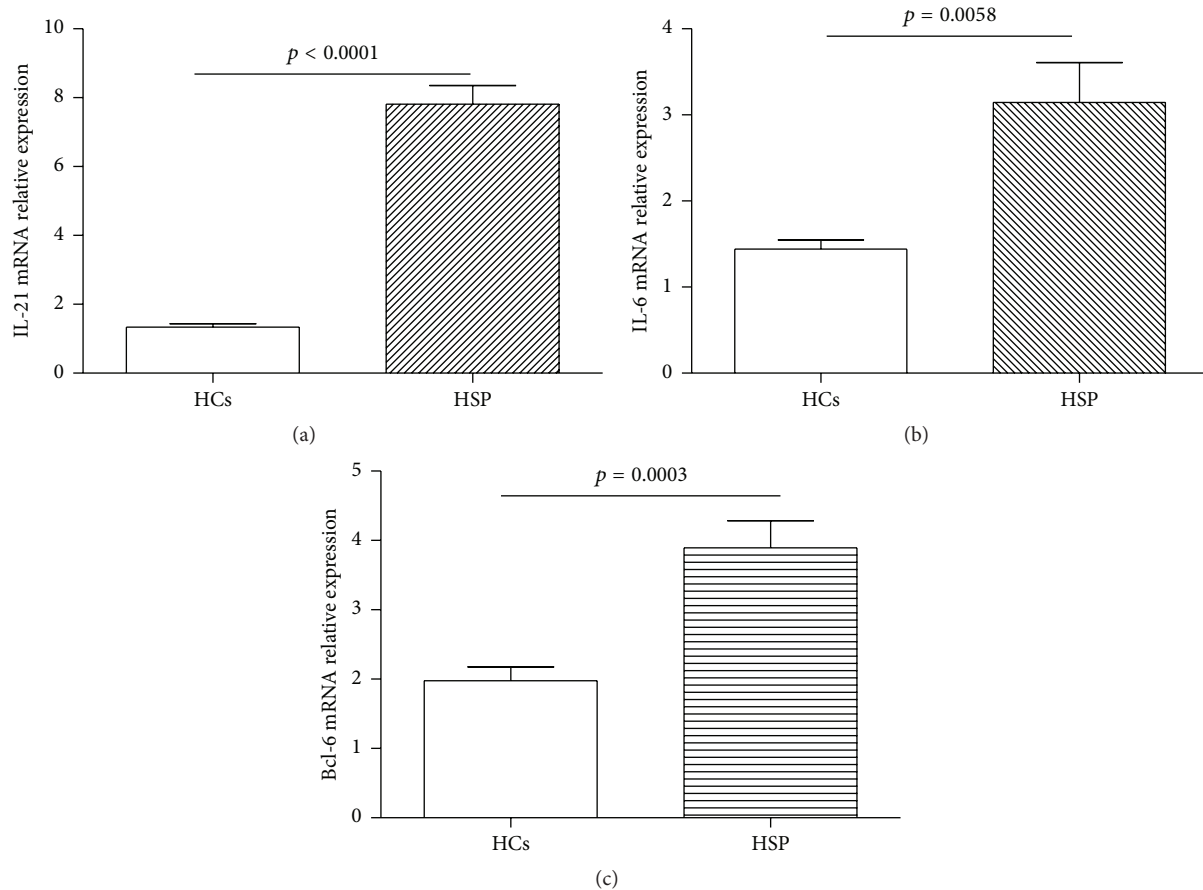 IL-21 mRNA relative expression
10
8
6
4
2
0
p < 0.0001
HCs
HSP
(a)
IL-6 mRNA relative expression
4
3
2
1
0
p = 0.0058
HCs
HSP
(b)
Bcl-6 mRNA relative expression
5
4
3
2
1
0
p = 0.0003
HCs
HSP
(c)